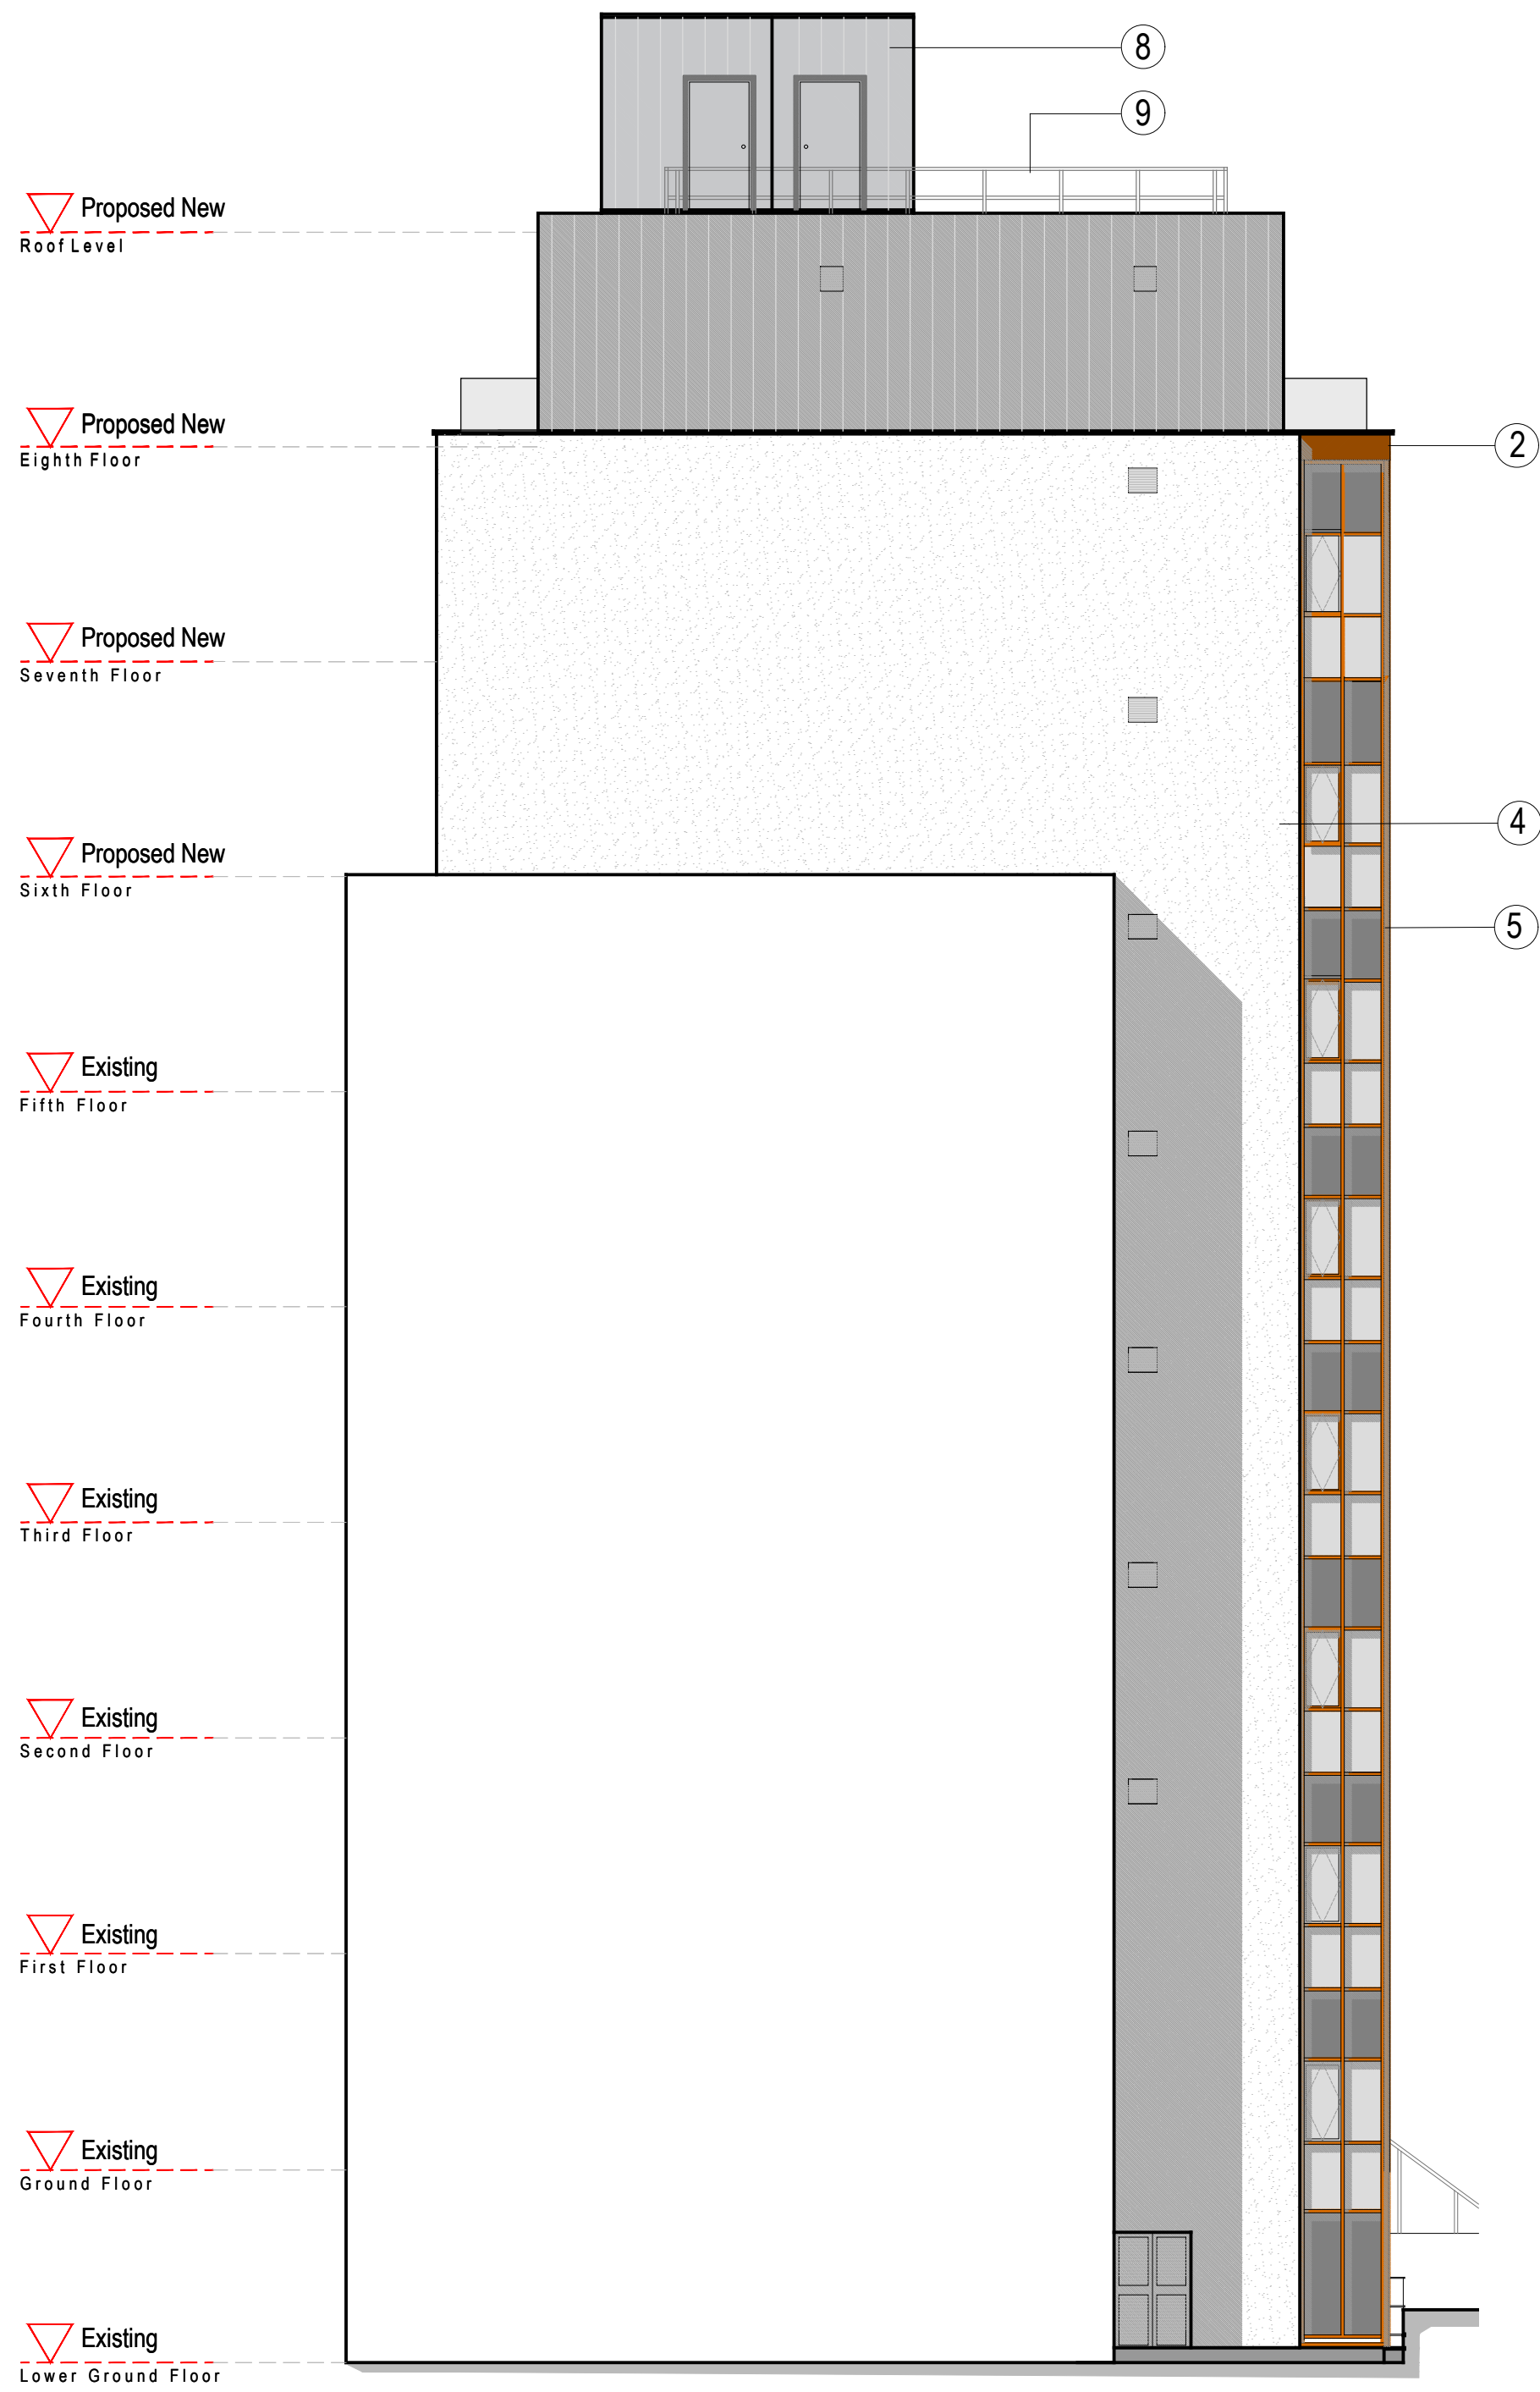 8
9
Proposed New
Roof Level
Proposed New
Eighth Floor
2
Proposed New
Seventh Floor
4
Proposed New
Sixth Floor
5
Existing
Fifth Floor
Existing
Fourth Floor
Existing
Third Floor
Existing
Second Floor
Existing
First Floor
Existing
Ground Floor
Existing
Lower Ground Floor